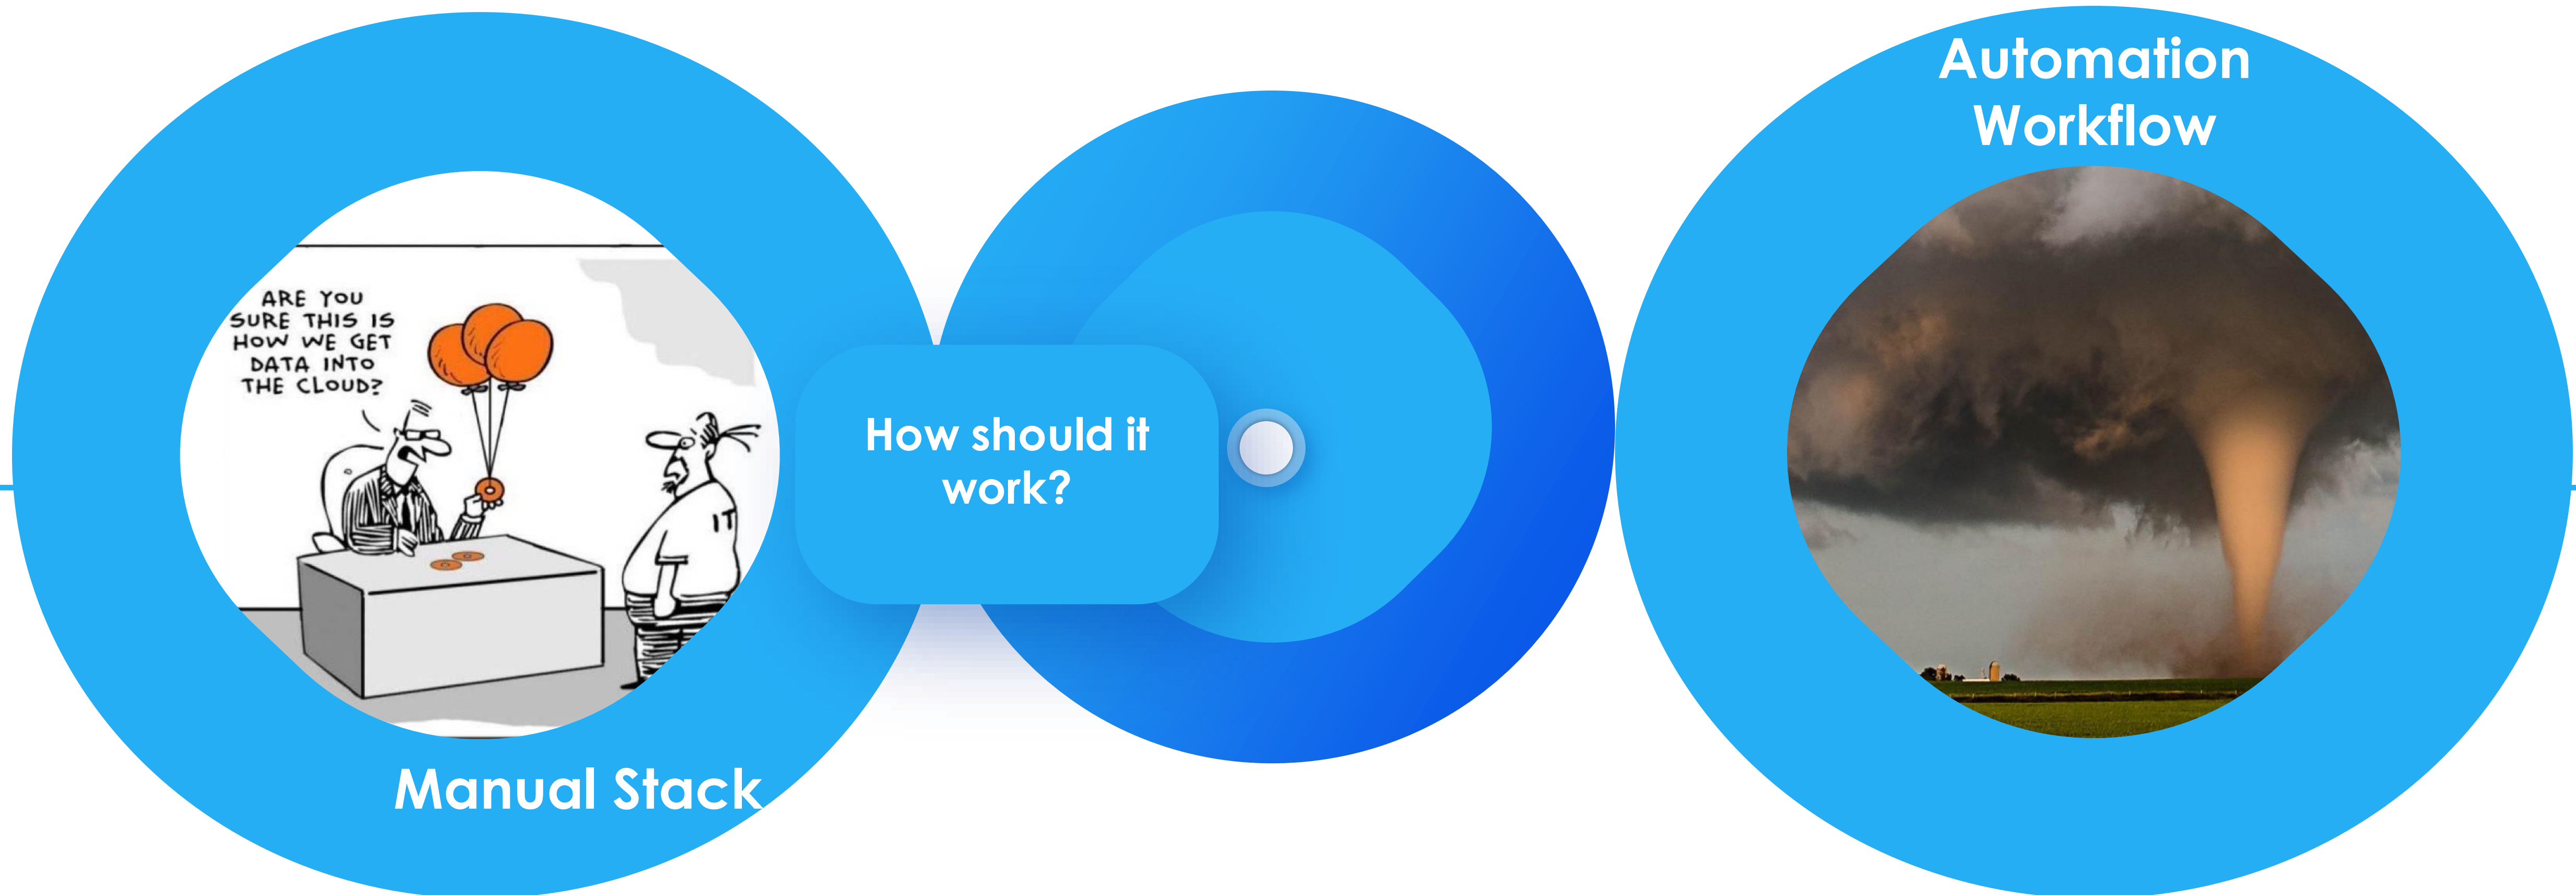 ARE YOU
SURE THIS IS
HOW WE GET
DATA INTO
THE CLOUD?
IT
Manual Stack
How should it
work?
Automation
Workflow